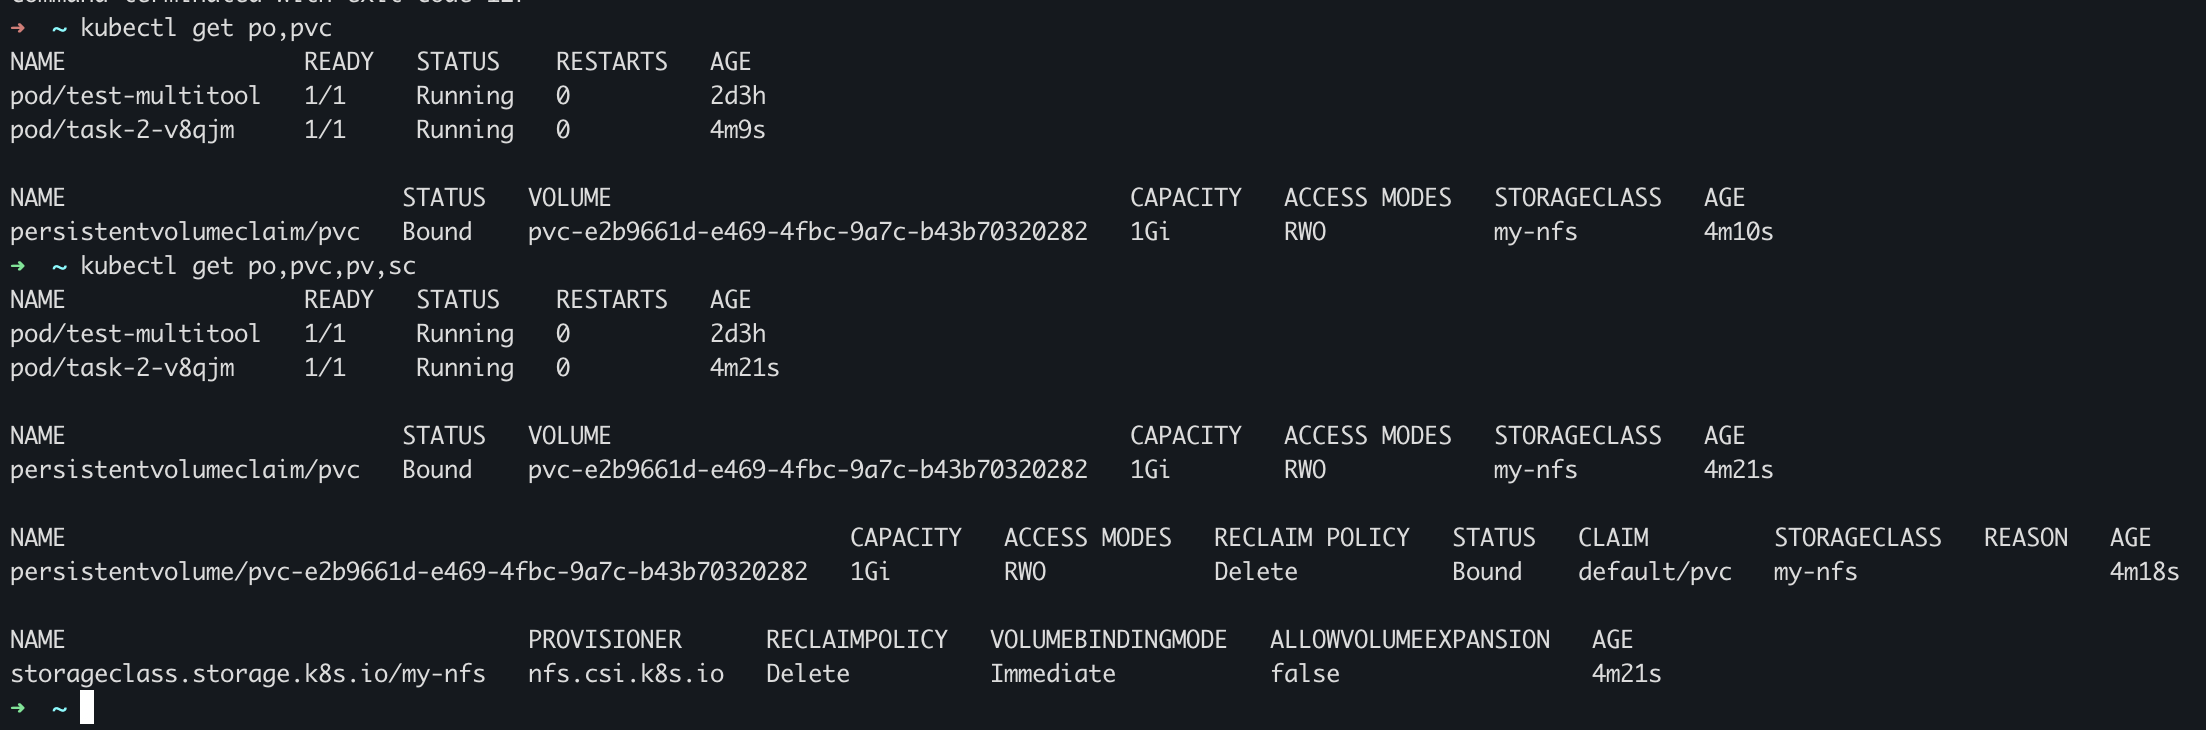 command terminated with exit code 127
➜  ~ kubectl get po,pvc
NAME                 READY   STATUS    RESTARTS   AGE
pod/test-multitool   1/1     Running   0          2d3h
pod/task-2-v8qjm     1/1     Running   0          4m9s

NAME                        STATUS   VOLUME                                     CAPACITY   ACCESS MODES   STORAGECLASS   AGE
persistentvolumeclaim/pvc   Bound    pvc-e2b9661d-e469-4fbc-9a7c-b43b70320282   1Gi        RWO            my-nfs         4m10s
➜  ~ kubectl get po,pvc,pv,sc
NAME                 READY   STATUS    RESTARTS   AGE
pod/test-multitool   1/1     Running   0          2d3h
pod/task-2-v8qjm     1/1     Running   0          4m21s

NAME                        STATUS   VOLUME                                     CAPACITY   ACCESS MODES   STORAGECLASS   AGE
persistentvolumeclaim/pvc   Bound    pvc-e2b9661d-e469-4fbc-9a7c-b43b70320282   1Gi        RWO            my-nfs         4m21s

NAME                                                        CAPACITY   ACCESS MODES   RECLAIM POLICY   STATUS   CLAIM         STORAGECLASS   REASON   AGE
persistentvolume/pvc-e2b9661d-e469-4fbc-9a7c-b43b70320282   1Gi        RWO            Delete           Bound    default/pvc   my-nfs                  4m18s

NAME                                 PROVISIONER      RECLAIMPOLICY   VOLUMEBINDINGMODE   ALLOWVOLUMEEXPANSION   AGE
storageclass.storage.k8s.io/my-nfs   nfs.csi.k8s.io   Delete          Immediate           false                  4m21s
➜  ~